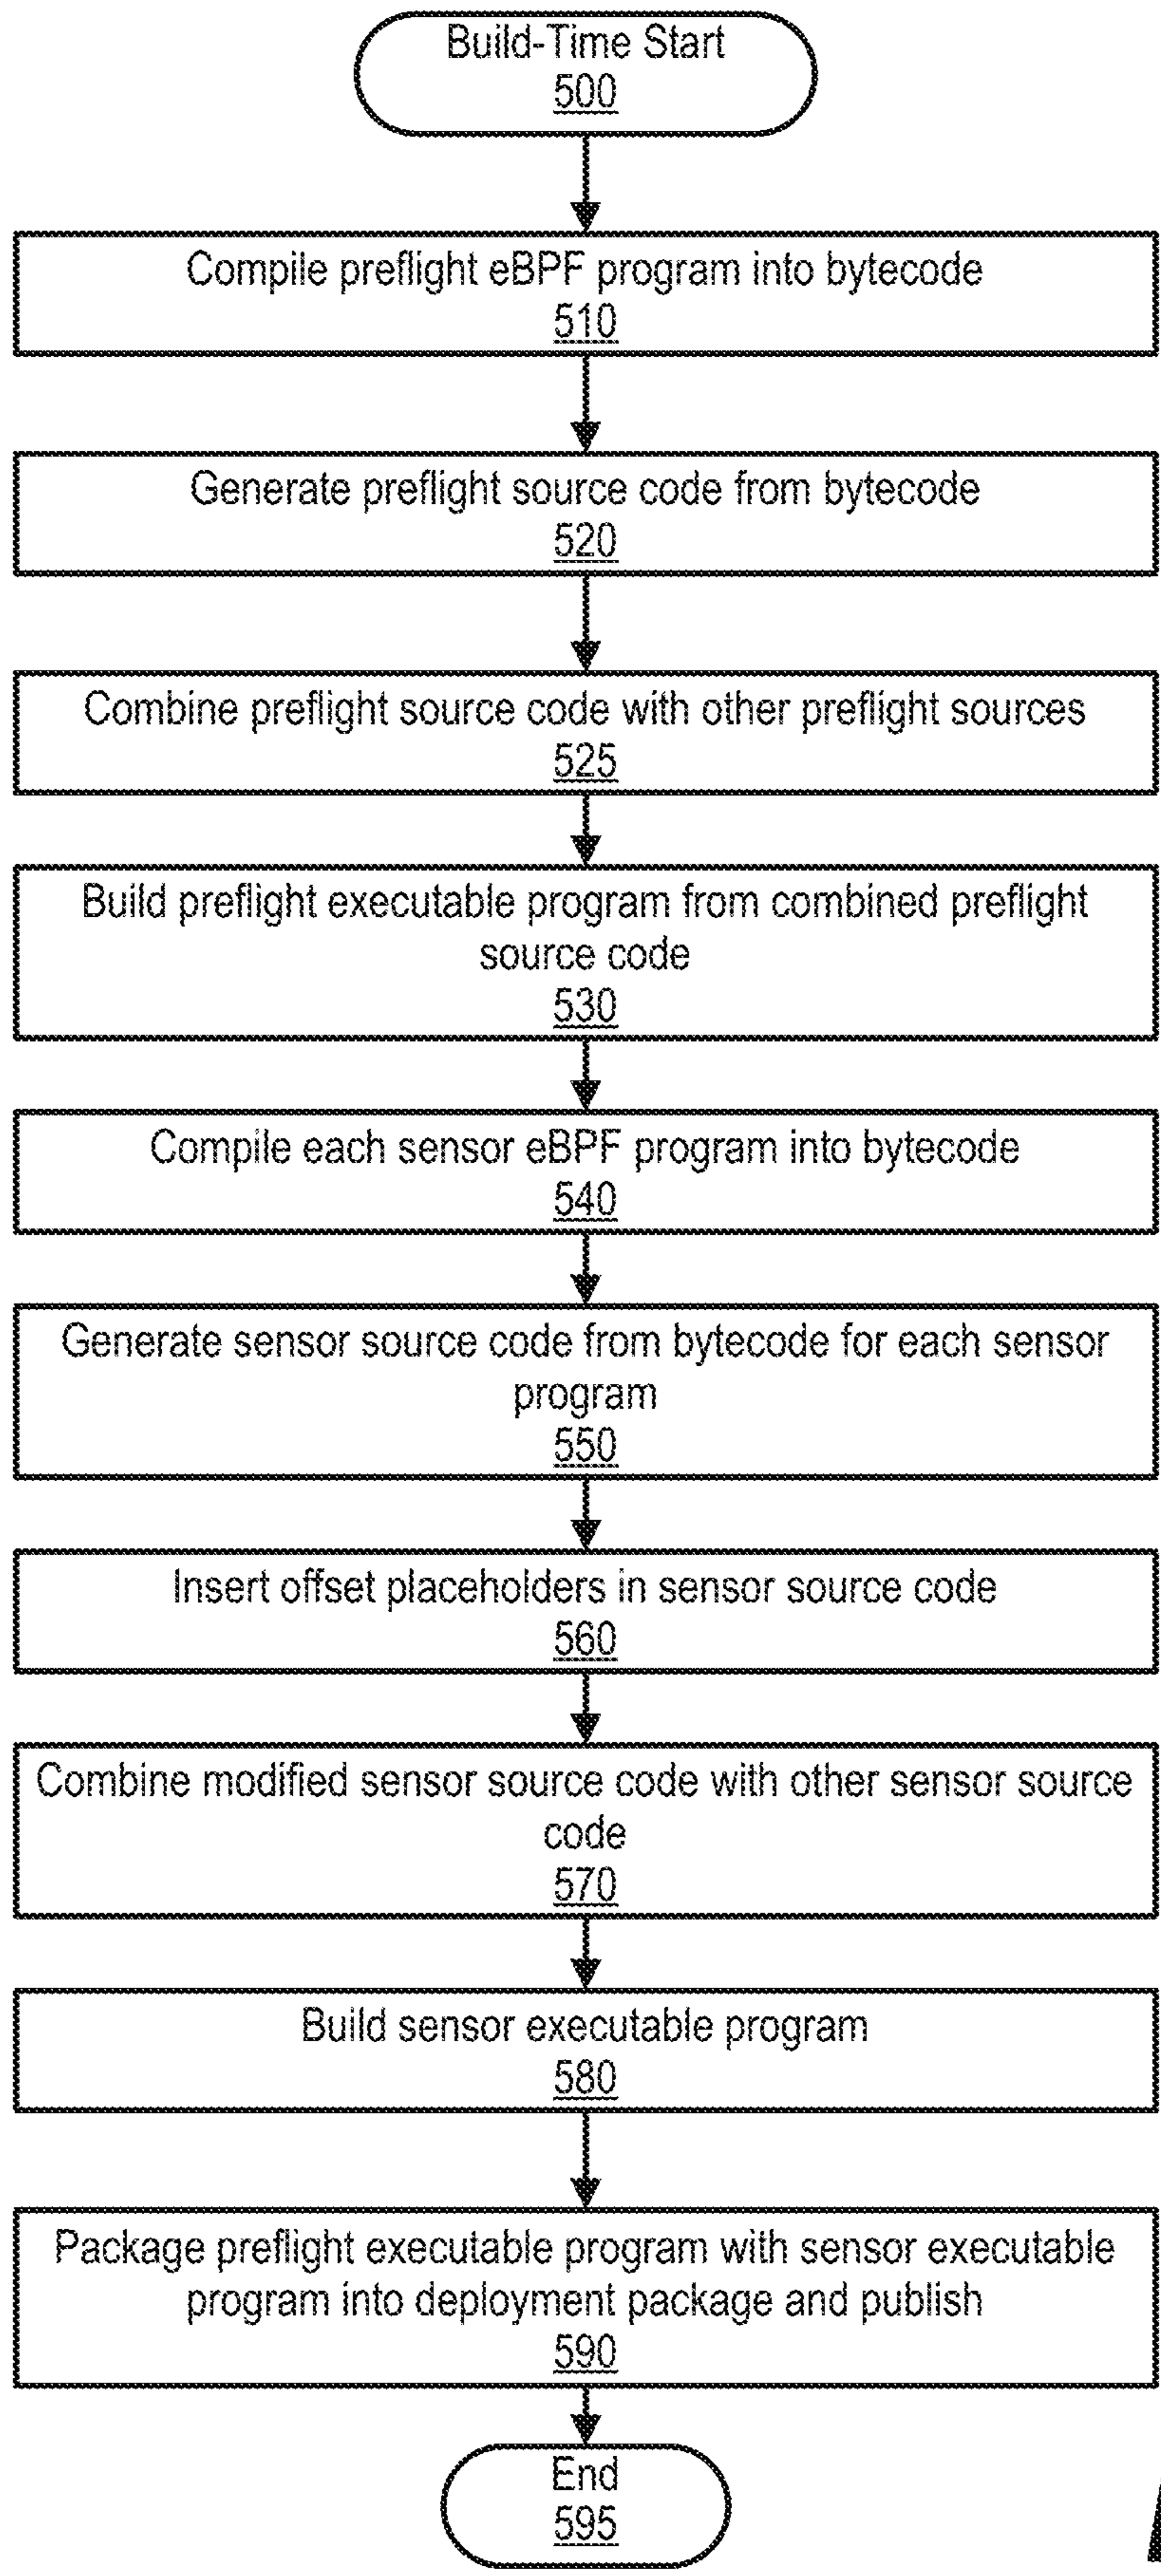 Build-Time Start
500
Compile preflight eBPF program into bytecode
510
Generate preflight source code from bytecode
520
Combine preflight source code with other preflight sources
525
Build preflight executable program from combined preflight
source code
530
Compile each sensor eBPF program into bytecode
540
Generate sensor source code from bytecode for each sensor
program
550
Insert offset placeholders in sensor source code
560
Combine modified sensor source code with other sensor source
code
570
Build sensor executable program
580
Package preflight executable program with sensor executable
program into deployment package and publish
590
End
595